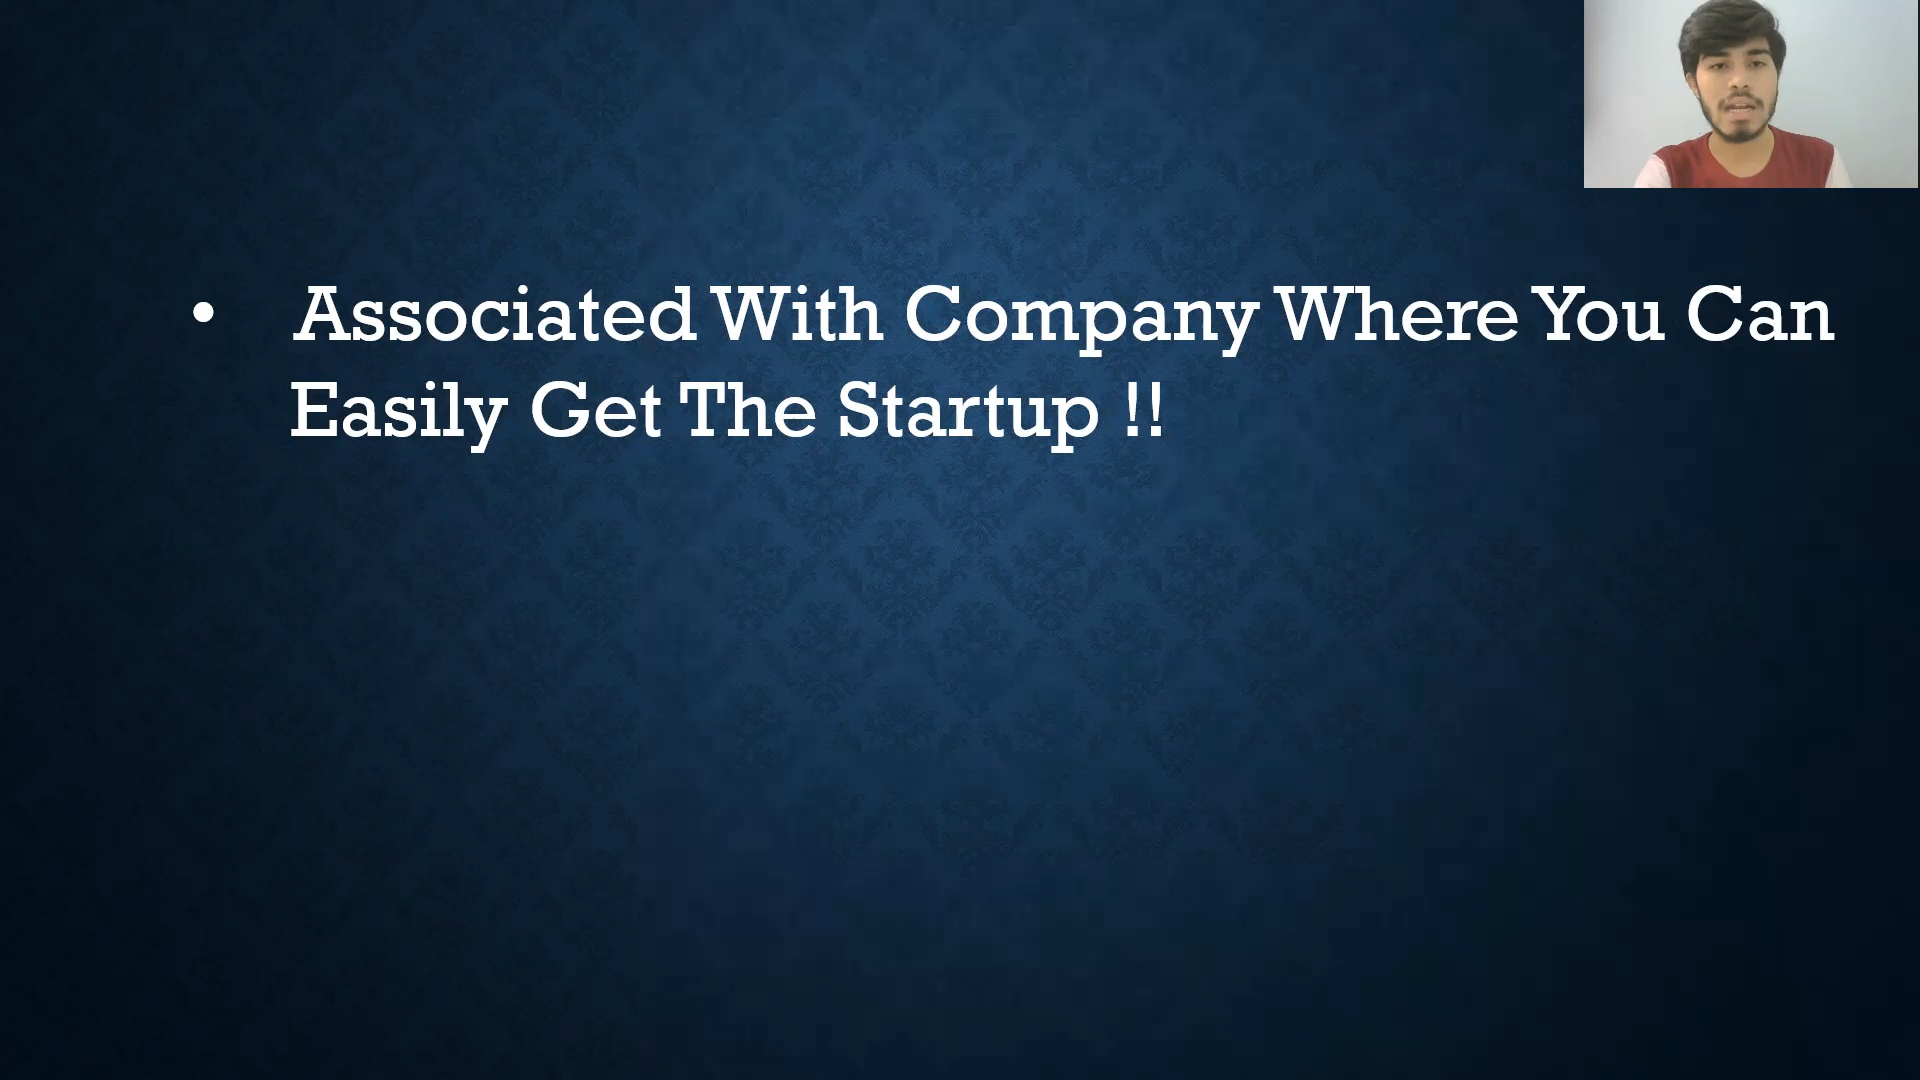 • Associated With Company Where You Can
Easily Get The Startup !!